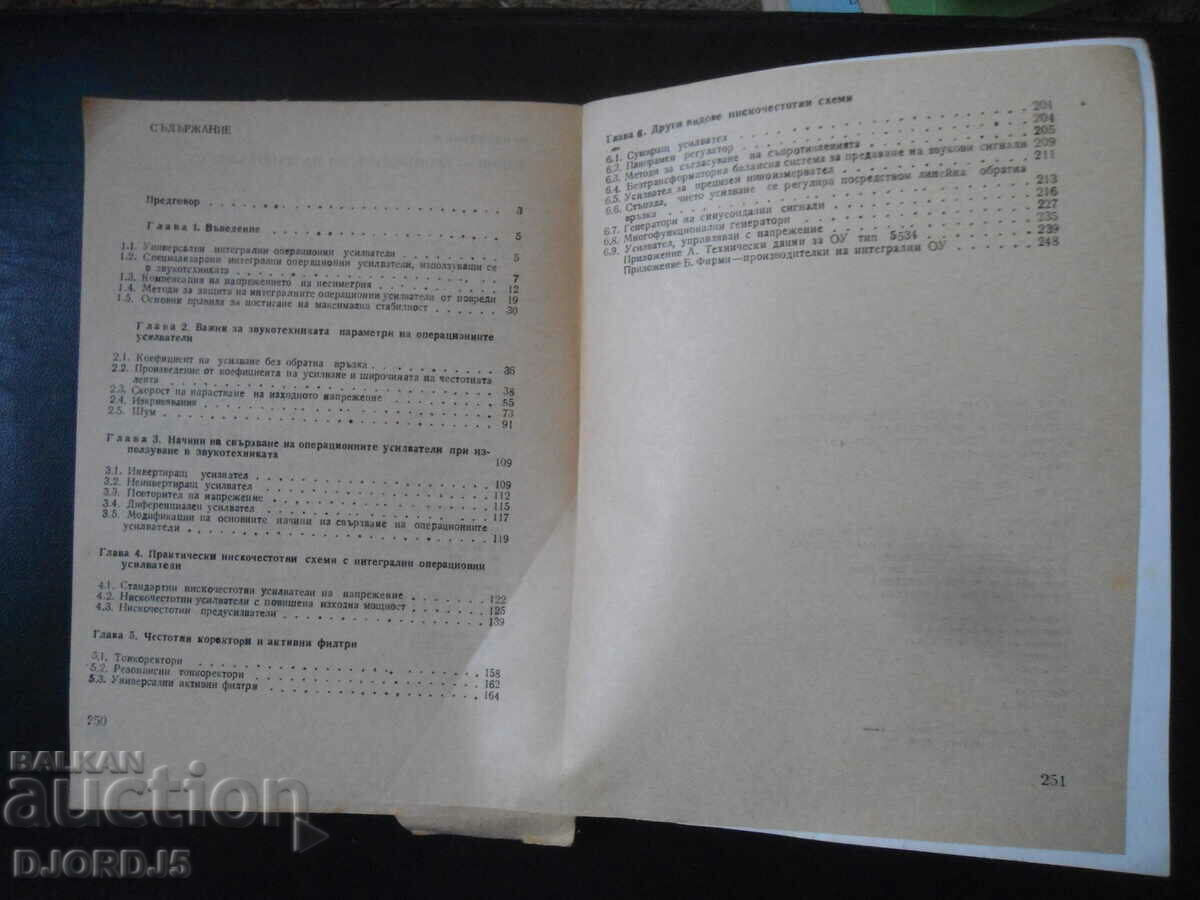 СЪДЪРЖАНИЕ
Предговор . . . . . . . . . . 3
Глава 1. Въведение . . . . . . . . . . 5
1.1. Универсални интегрални операционни усилватели . . . . . 5
1.2. Специализирани интегрални операционни усилватели, използуващи се
в звукотехниката . . . . . . . . . . 7
1.3. Компенсация на напрежението на несиметрия . . . . . 12
1.4. Методи за защита на интегралните операционни усилватели от повреди 19
1.5. Основни правила за постигане на максимална стабилност . . . . . 30
Глава 2. Важни за звукотехниката параметри на операционните
усилватели
2.1. Коефициент на усилване без обратна връзка . . . . . 36
2.2. Произведение от коефициента на усилване и широчината на честотната
лента . . . . . . . . . . 38
2.3. Скорост на нарастване на изходното напрежение . . . . . 55
2.4. Изкривявания . . . . . . . . . . 73
2.5. Шум . . . . . . . . . . 91
Глава 3. Начини на свързване на операционните усилватели при из-
ползуване в звукотехниката 109
3.1. Инвертиращ усилвател . . . . . 109
3.2. Неинвертиращ усилвател . . . . . 112
3.3. Повторител на напрежение . . . . . 115
3.4. Диференциален усилвател . . . . . 117
3.5. Модификации на основните начини на свързване на операционните
усилватели . . . . . . . . . . 119
Глава 4. Практически нискочестотни схеми с интегрални операционни
усилватели
4.1. Стандартни нискочестотни усилватели на напрежение . . . . . 122
4.2. Нискочестотни усилватели с повишена изходна мощност . . . . . 125
4.3. Нискочестотни предусилватели . . . . . 139
Глава 5. Честотни коректори и активни филтри
5.1. Тонкоректори . . . . . . . . . . 158
5.2. Резонансни тонкоректори . . . . . 162
5.3. Универсални активни филтри . . . . . 164
250
Глава 6. Други видове нискочестотни схеми
6.1. Сумиращ усилвател . . . . . 204
6.2. Панорамен регулатор . . . . . 204
6.3. Методи за съгласуване на съпротивленията . . . . . 205
6.4. Безтрансформаторна балансна система за предаване на звукови сигнали 209
6.5. Усилвател за прецизен нивоизмервател . . . . . 211
6.6. Стъпала, чието усилване се регулира посредством линейна обратна
връзка . . . . . 213
6.7. Генератори на синусоидални сигнали . . . . . 216
6.8. Многофункционални генератори . . . . . 227
6.9. Усилвател, управляван с напрежение . . . . . 235
Приложение А. Технически данни за ОУ тип 5534 . . . . . 239
Приложение Б. Фирми—производители на интегрални ОУ . . . . . 248
251
BALKAN
auction
DJORDJ5